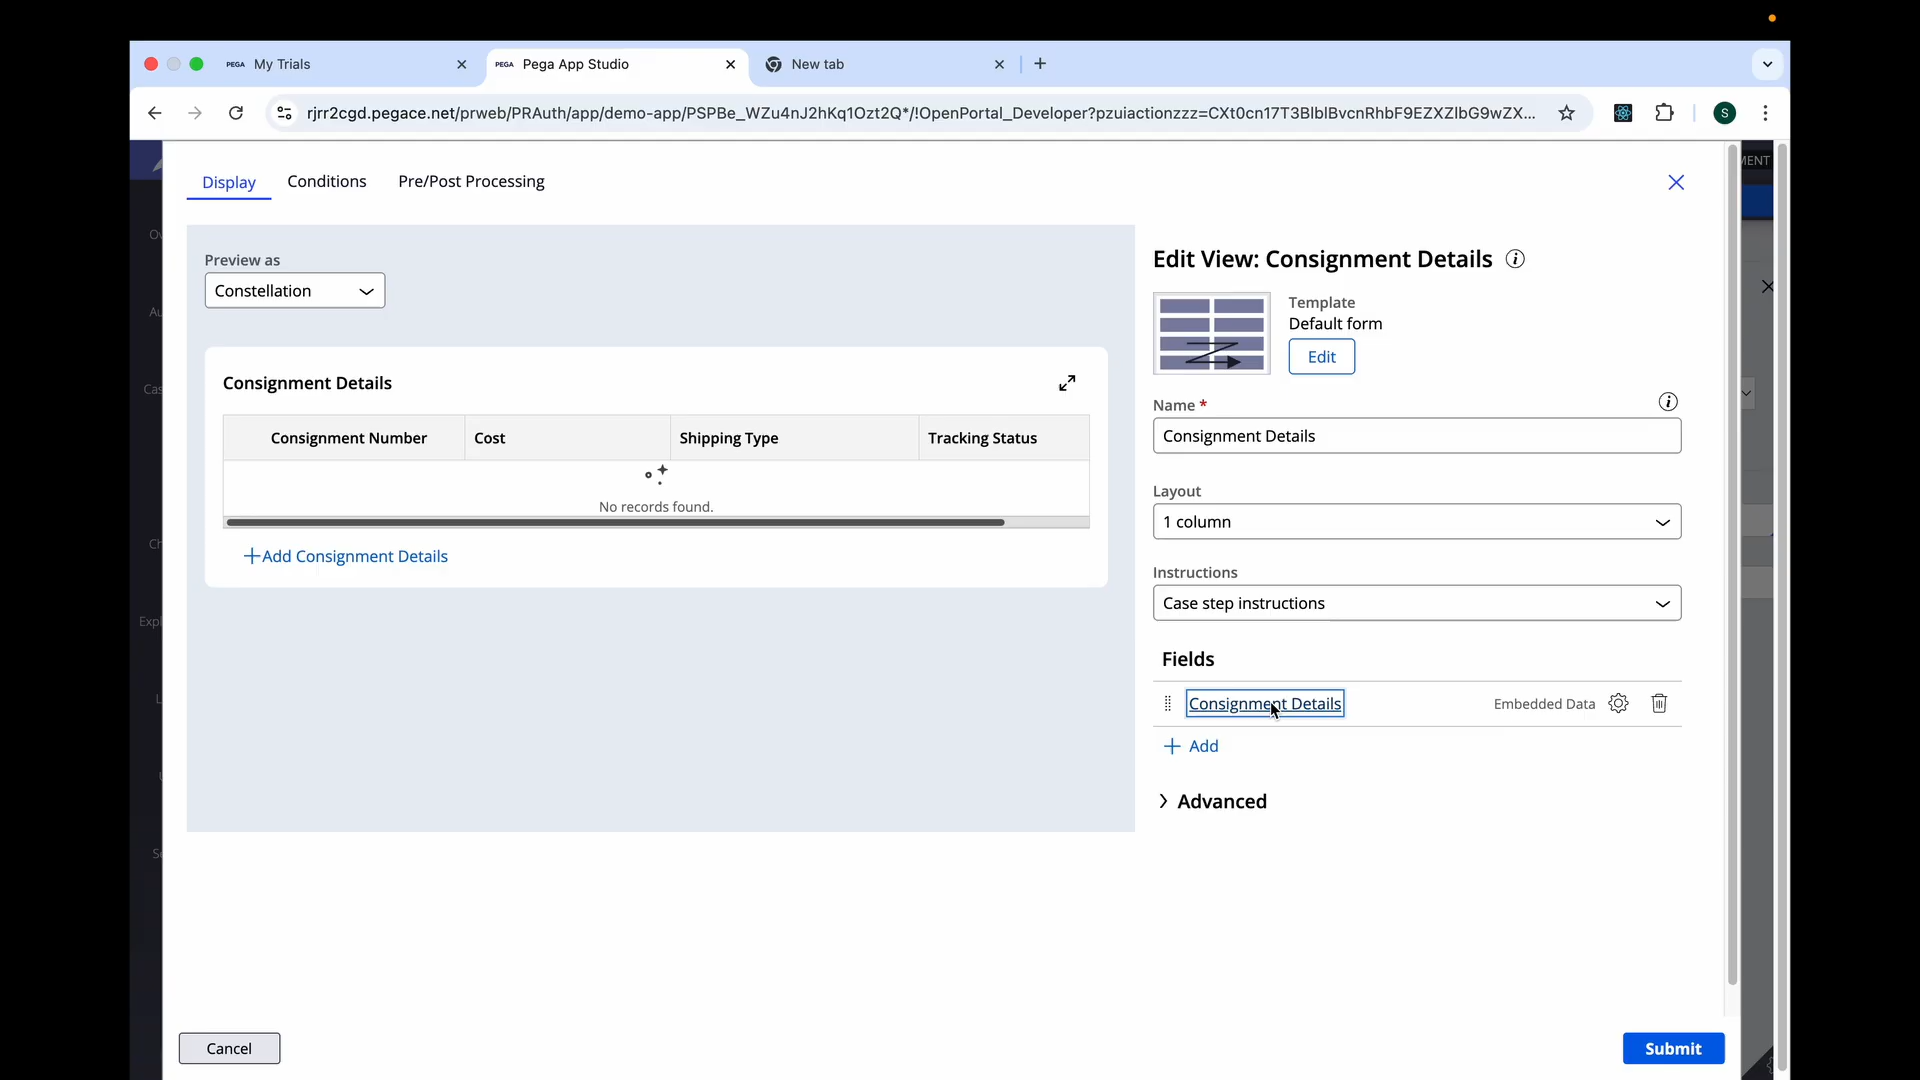 PEGA My Trials
PEGA Pega App Studio
New tab
rjrr2cgd.pegace.net/prweb/PRAuth/app/demo-app/PSPBe_WZu4nJ2hKq1Ozt2Q*/!OpenPortal_Developer?pzuiactionzzz=CXt0cn17T3BlblBvcnRhbF9EZXZlbG9wZX...
S
Display
Conditions
Pre/Post Processing
Preview as
Constellation
Consignment Details
Consignment Number Cost Shipping Type Tracking Status
No records found.
Add Consignment Details
Edit View: Consignment Details
Template
Default form
Edit
Name *
Consignment Details
Layout
1 column
Instructions
Case step instructions
Fields
Consignment Details Embedded Data
Add
Advanced
Cancel
Submit